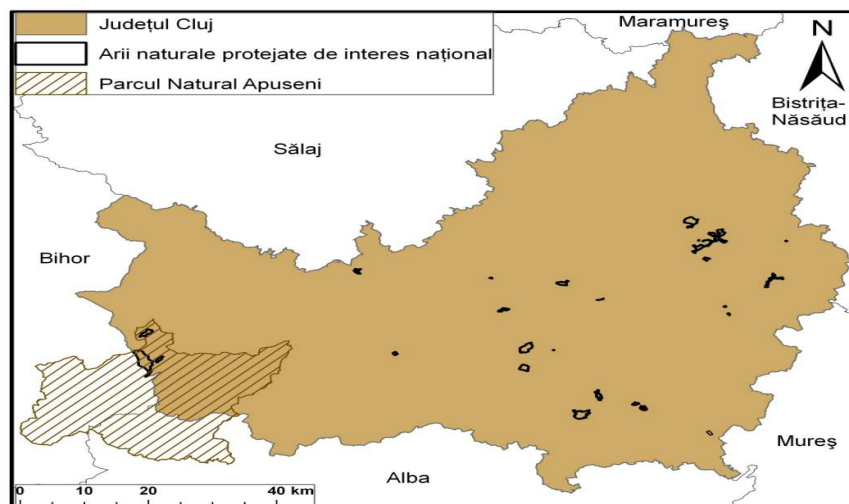 Județul Cluj
Arii naturale protejate de interes național
Parcul Natural Apuseni
Maramureş
N
Bistrița-
Năsăud
Sălaj
Bihor
Mureş
Alba
0 10 20 40 km